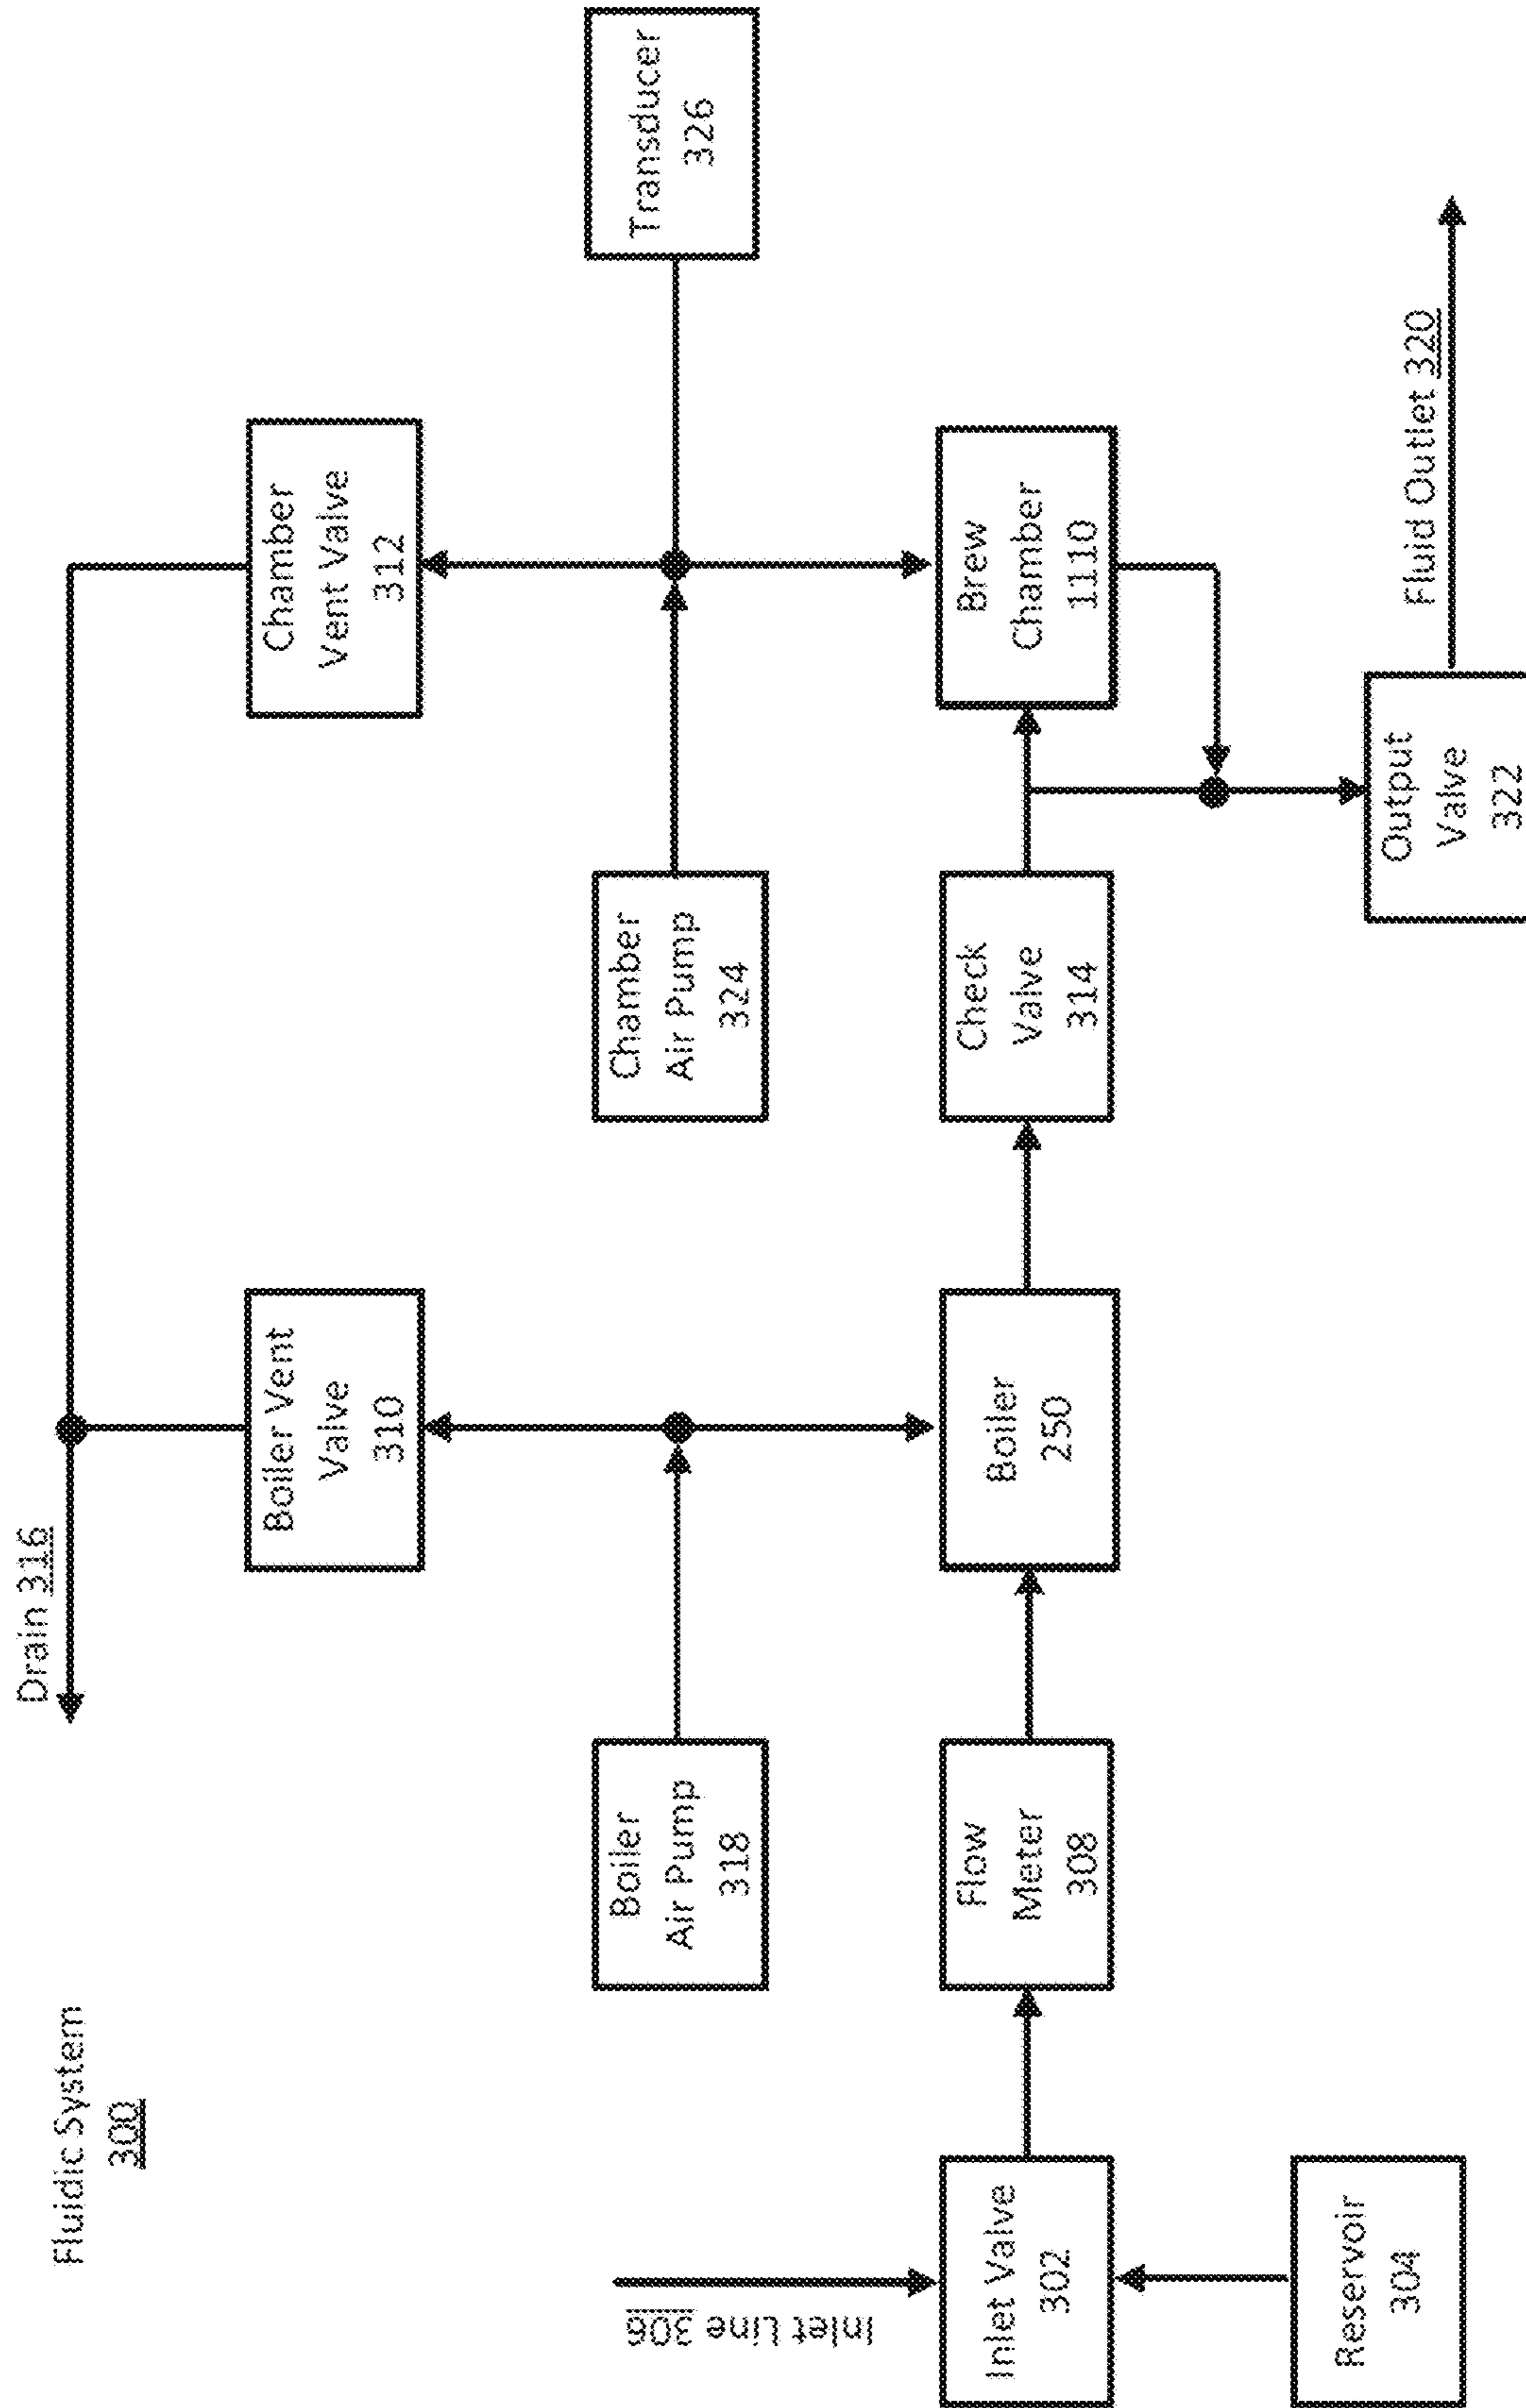 Fluidic System
300
Drain 316
Boiler Vent
Valve
310
Chamber
Vent Valve
312
Boiler
Air Pump
318
Chamber
Air Pump
324
Transducer
326
Inlet Line 306
Inlet Valve
302
Flow
Meter
308
Boiler
250
Check
Valve
314
Brew
Chamber
1110
Reservoir
304
Output
Valve
322
Fluid Outlet 320